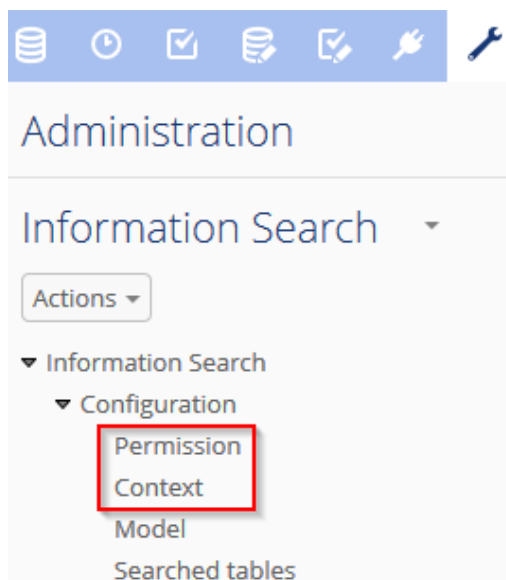 Administration
Information Search
Actions
Information Search
Configuration
Permission
Context
Model
Searched tables